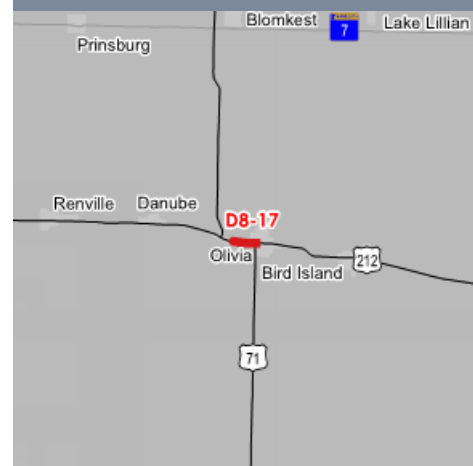 Blomkest
Lake Lillian
7
Prinsburg
Renville
Danube
D8-17
Olivia
Bird Island
212
71